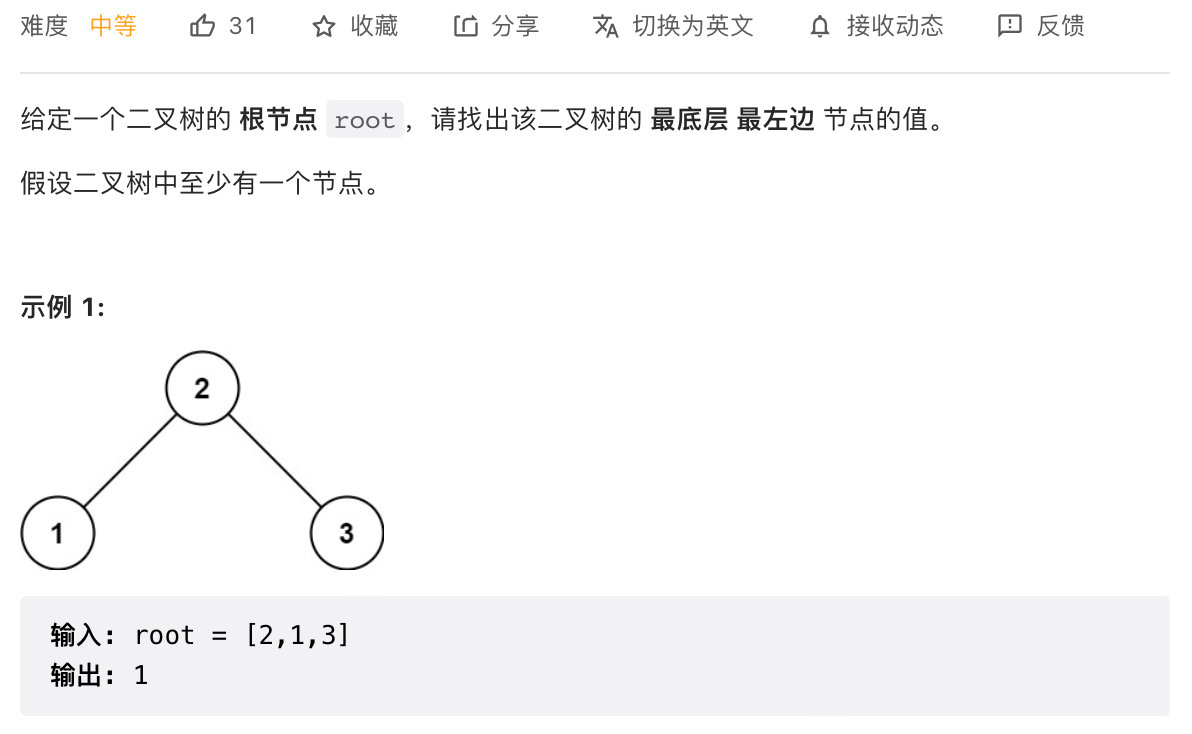 难度 中等 31 收藏 分享 切换为英文 接收动态 反馈
给定一个二叉树的 根节点 root，请找出该二叉树的 最底层 最左边 节点的值。
假设二叉树中至少有一个节点。
示例 1:
2
1 3
输入: root = [2,1,3]
输出: 1